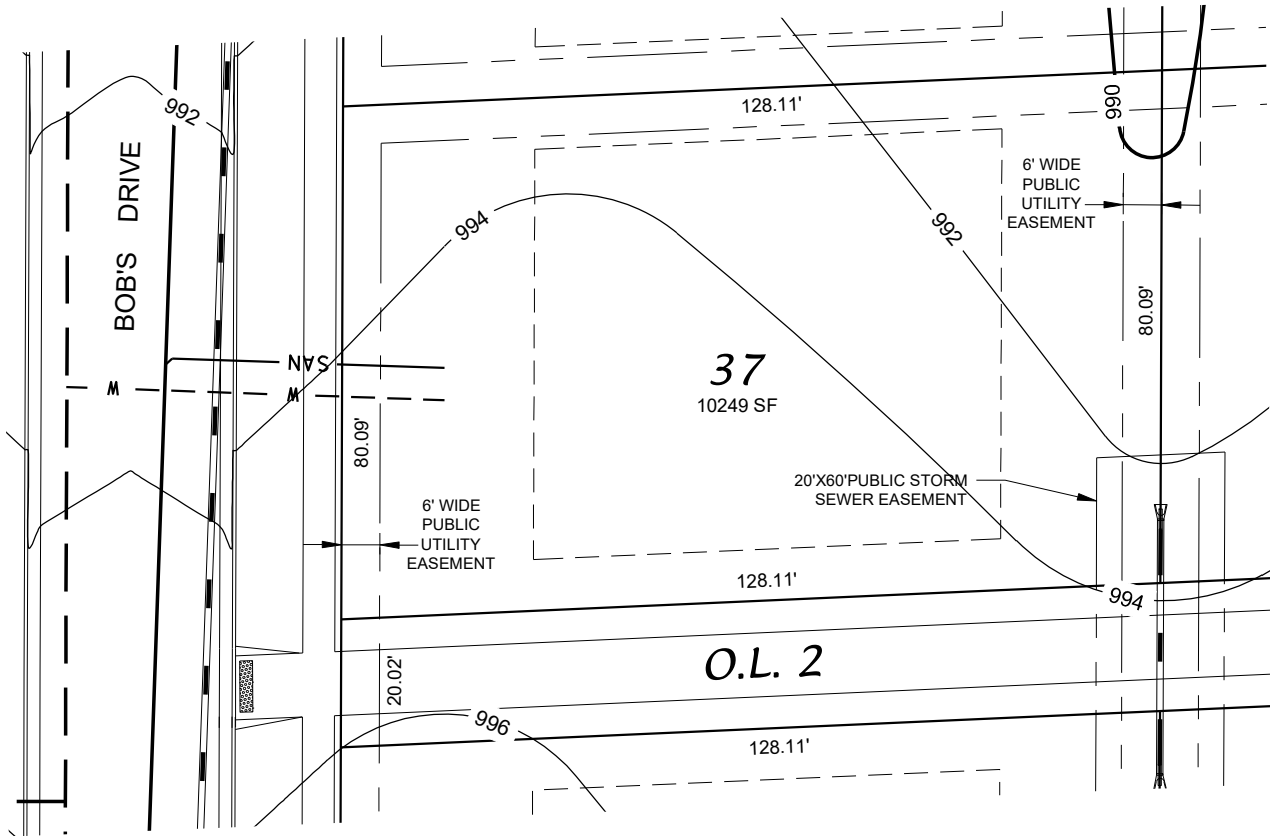 992
BOB'S DRIVE
128.11'
990
6' WIDE
PUBLIC
UTILITY
EASEMENT
994
992
80.09'
SAN
W
W
37
10249 SF
80.09'
20'X60'PUBLIC STORM
SEWER EASEMENT
6' WIDE
PUBLIC
UTILITY
EASEMENT
128.11'
994
O.L. 2
20.02'
996
128.11'